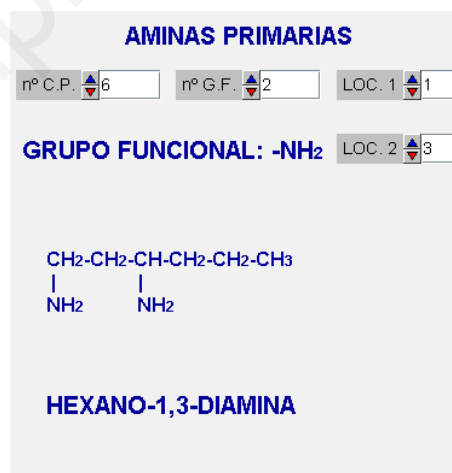 AMINAS PRIMARIAS
nº C.P. 6 nº G.F. 2 LOC. 1 1
GRUPO FUNCIONAL: -NH2 LOC. 2 3
CH2-CH2-CH-CH2-CH2-CH3
| |
NH2 NH2
HEXANO-1,3-DIAMINA